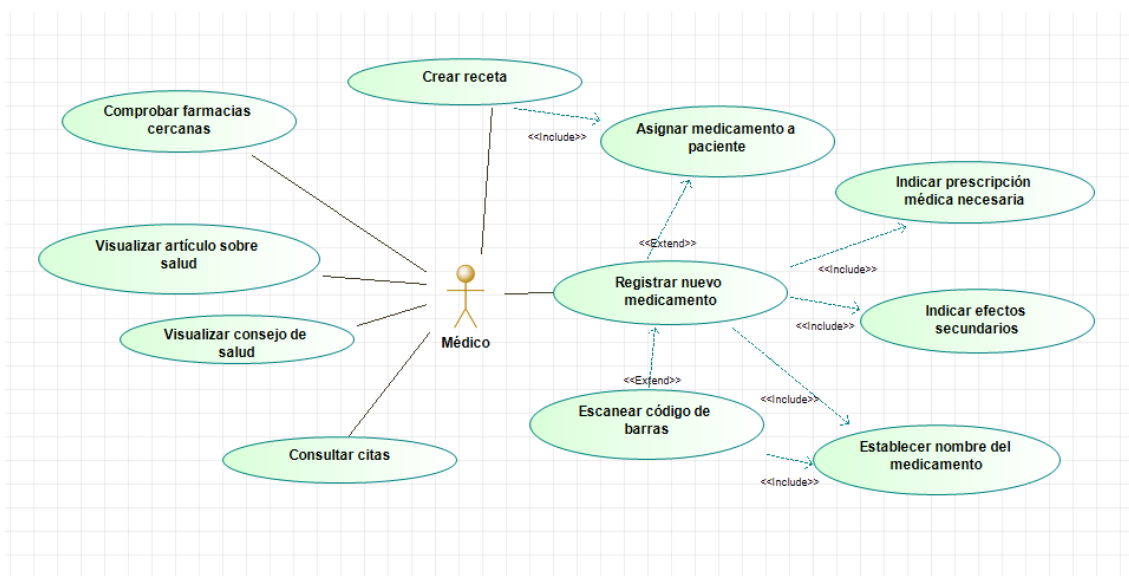 Crear receta
Comprobar farmacias
cercanas
<<Include>>
Asignar medicamento a
paciente
Indicar prescripción
médica necesaria
Visualizar artículo sobre
salud
<<Extend>>
<<Include>>
Registrar nuevo
medicamento
Indicar efectos
secundarios
<<Include>>
Visualizar consejo de
salud
Médico
<<Extend>>
<<Include>>
Escanear código de
barras
Consultar citas
Establecer nombre del
medicamento
<<Include>>